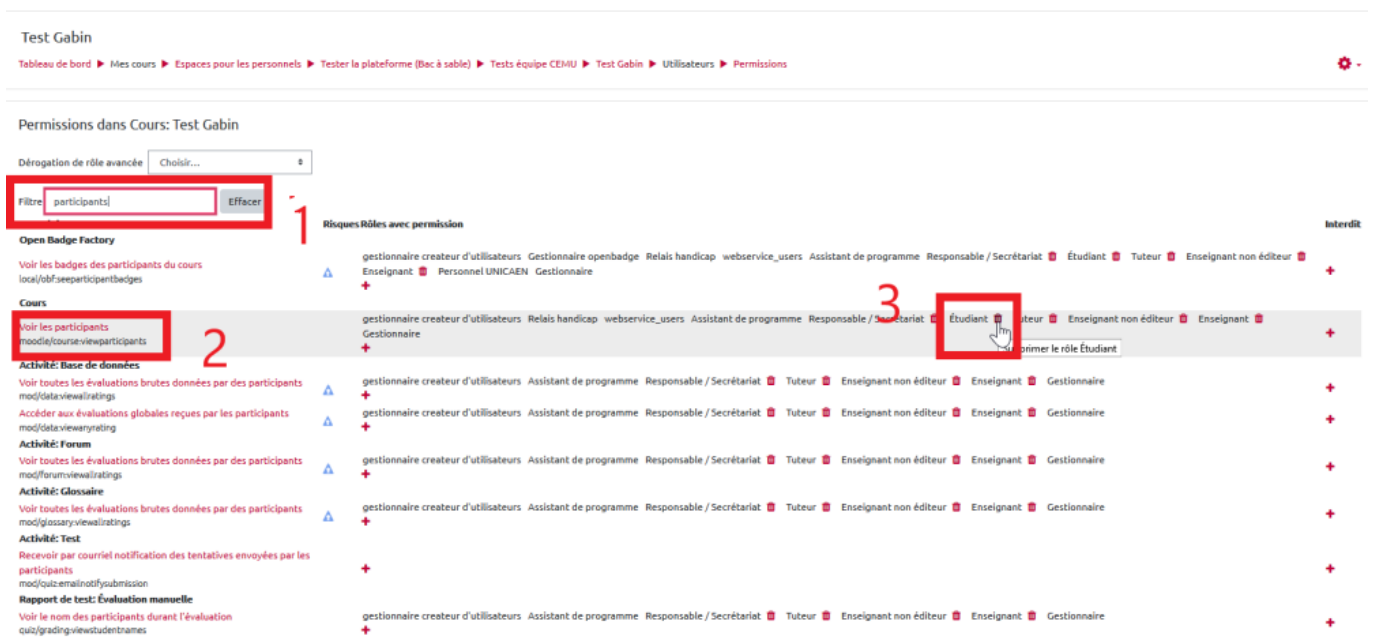 Test Gabin
Tableau de bord ▶ Mes cours ▶ Espaces pour les personnels ▶ Tester la plateforme (Bac à sable) ▶ Tests équipe CEMU ▶ Test Gabin ▶ Utilisateurs ▶ Permissions
Permissions dans Cours: Test Gabin
Dérogation de rôle avancée Choisir...
Filtre participants Effacer
1
Risques Rôles avec permission Interdit
Open Badge Factory
Voir les badges des participants du cours
local/obf:seeparticipentbadges
gestionnaire createur d'utilisateurs Gestionnaire openbadge Relais handicap webservice_users Assistant de programme Responsable / Secrétariat Étudiant Tuteur Enseignant non éditeur
Enseignant Personnel UNICAEN Gestionnaire
+ +
Cours
3
Voir les participants
moodle/course:viewparticipants
2
gestionnaire createur d'utilisateurs Relais handicap webservice_users Assistant de programme Responsable / Secrétariat Étudiant Tuteur Enseignant non éditeur Enseignant
Gestionnaire
+ +
Supprimer le rôle Étudiant
Activité: Base de données
Voir toutes les évaluations brutes données par des participants
mod/data:viewallratings
gestionnaire createur d'utilisateurs Assistant de programme Responsable / Secrétariat Tuteur Enseignant non éditeur Enseignant Gestionnaire
+ +
Accéder aux évaluations globales reçues par les participants
mod/data:viewanyrating
gestionnaire createur d'utilisateurs Assistant de programme Responsable / Secrétariat Tuteur Enseignant non éditeur Enseignant Gestionnaire
+ +
Activité: Forum
Voir toutes les évaluations brutes données par des participants
mod/forum:viewallratings
gestionnaire createur d'utilisateurs Assistant de programme Responsable / Secrétariat Tuteur Enseignant non éditeur Enseignant Gestionnaire
+ +
Activité: Glossaire
Voir toutes les évaluations brutes données par des participants
mod/glossary:viewallratings
gestionnaire createur d'utilisateurs Assistant de programme Responsable / Secrétariat Tuteur Enseignant non éditeur Enseignant Gestionnaire
+ +
Activité: Test
Recevoir par courriel notification des tentatives envoyées par les
participants
mod/quiz:emailnotifysubmission
+ +
Rapport de test: Évaluation manuelle
Voir le nom des participants durant l'évaluation
quiz/grading:viewstudentnames
gestionnaire createur d'utilisateurs Assistant de programme Responsable / Secrétariat Tuteur Enseignant non éditeur Enseignant Gestionnaire
+ +